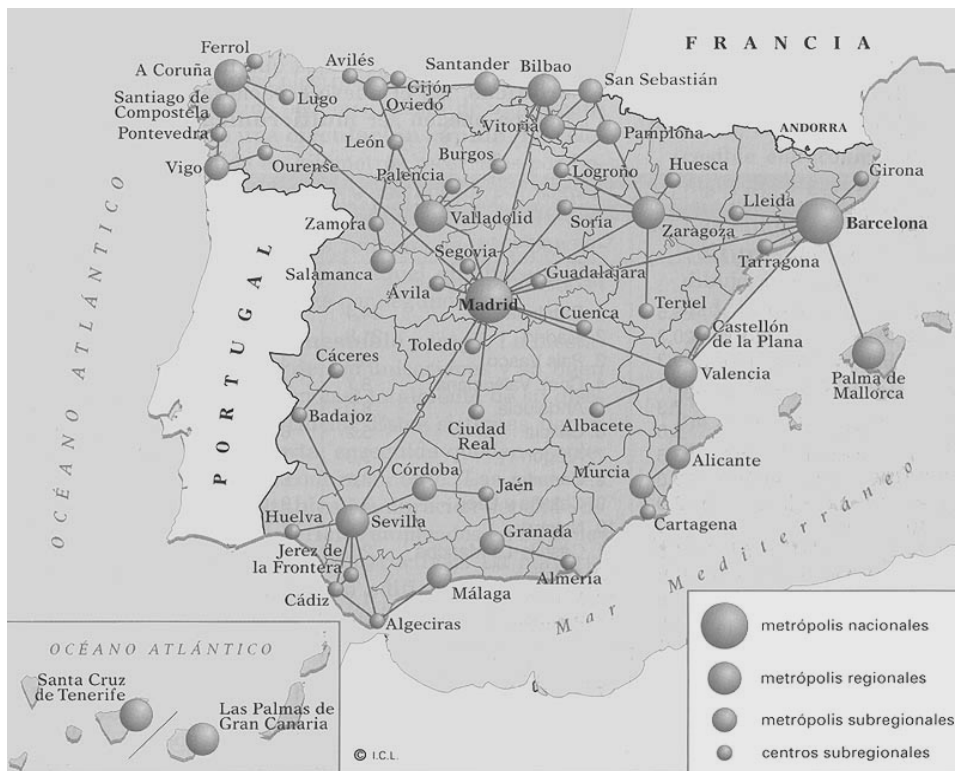 FRANCIA
Ferrol
A Coruña
Avilés
Santander
Bilbao
San Sebastián
Gijón
Oviedo
Lugo
Santiago de
Compostela
Vitoria
Pamplona
ANDORRA
Pontevedra
León
Burgos
Huesca
Girona
Vigo
Ourense
Palencia
Logroño
Lleida
Valladolid
Soria
Zaragoza
Barcelona
Zamora
Segovia
Tarragona
Salamanca
Guadalajara
Ávila
Madrid
Teruel
Cuenca
Castellón
de la Plana
Toledo
Cáceres
Valencia
Palma de
Mallorca
Badajoz
Ciudad
Real
Albacete
PORTUGAL
OCÉANO ATLÁNTICO
Córdoba
Jaén
Murcia
Alicante
Huelva
Sevilla
Cartagena
Granada
Jerez de
la Frontera
Almería
Mar Mediterráneo
Cádiz
Málaga
Algeciras
OCÉANO ATLÁNTICO
Santa Cruz
de Tenerife
Las Palmas de
Gran Canaria
© I.C.L.
metrópolis nacionales
metrópolis regionales
metrópolis subregionales
centros subregionales